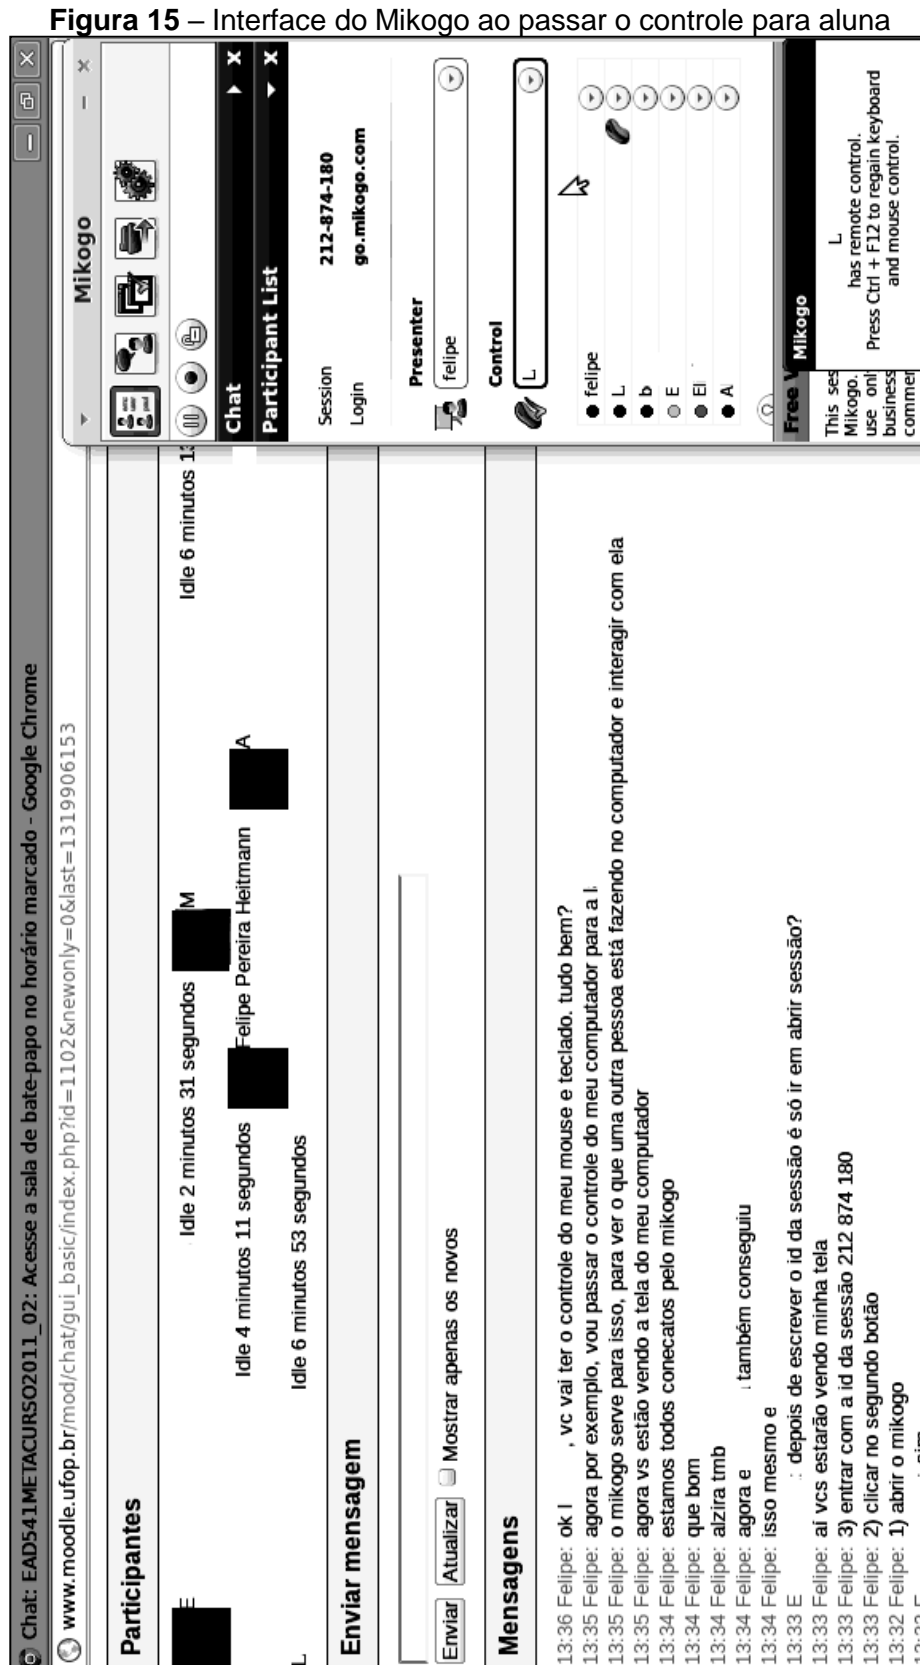 Figura 15 – Interface do Mikogo ao passar o controle para aluna
Chat: EAD541METACURSO2011_02: Acesse a sala de bate-papo no horário marcado - Google Chrome
www.moodle.ufop.br/mod/chat/gui_basic/index.php?id=1102&newonly=0&last=1319906153
Participantes
E
Idle 2 minutos 31 segundos
M
Idle 6 minutos 13
Idle 4 minutos 11 segundos
Felipe Pereira Heitmann
A
L
Idle 6 minutos 53 segundos
Enviar mensagem
Enviar
Atualizar
Mostrar apenas os novos
Mensagens
13:36 Felipe: ok l , vc vai ter o controle do meu mouse e teclado. tudo bem?
13:35 Felipe: agora por exemplo, vou passar o controle do meu computador para a l
13:35 Felipe: o mikogo serve para isso, para ver o que uma outra pessoa está fazendo no computador e interagir com ela
13:35 Felipe: agora vs estão vendo a tela do meu computador
13:34 Felipe: estamos todos conecatos pelo mikogo
13:34 Felipe: que bom
13:34 Felipe: alzira tmb
13:34 Felipe: agora e também conseguiu
13:34 Felipe: isso mesmo e
13:33 E : depois de escrever o id da sessão é só ir em abrir sessão?
13:33 Felipe: aí vcs estarão vendo minha tela
13:33 Felipe: 3) entrar com a id da sessão 212 874 180
13:33 Felipe: 2) clicar no segundo botão
13:32 Felipe: 1) abrir o mikogo
Mikogo
Chat
Participant List
Session 212-874-180
Login go.mikogo.com
Presenter
felipe
Control
L
felipe
L
b
E
El
A
Free V
This ses
Mikogo.
use onl
business
commer
Mikogo
L
has remote control.
Press Ctrl + F12 to regain keyboard
and mouse control.